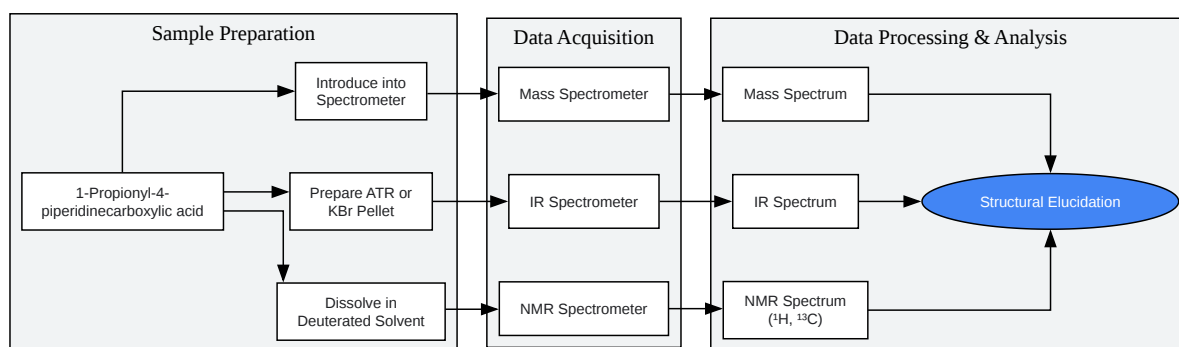 Sample Preparation
Data Acquisition
Data Processing & Analysis
Introduce into
Spectrometer
Mass Spectrometer
Mass Spectrum
1-Propionyl-4-
piperidinecarboxylic acid
Prepare ATR or
KBr Pellet
IR Spectrometer
IR Spectrum
Structural Elucidation
Dissolve in
Deuterated Solvent
NMR Spectrometer
NMR Spectrum
(¹H, ¹³C)